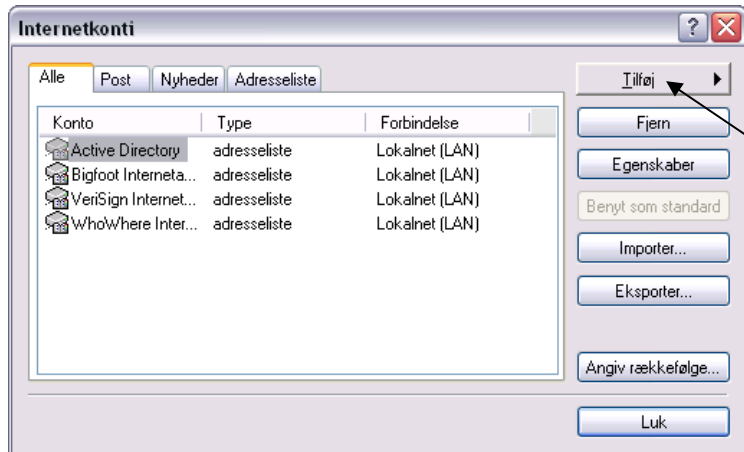 Internetkonti
Alle Post Nyheder Adresseliste
Konto Type Forbindelse
Active Directory adresseliste Lokalnet (LAN)
Bigfoot Interneta... adresseliste Lokalnet (LAN)
VeriSign Internet... adresseliste Lokalnet (LAN)
WhoWhere Inter... adresseliste Lokalnet (LAN)
Tilføj
Fjern
Egenskaber
Benyt som standard
Importer...
Eksporter...
Angiv rækkefølge...
Luk